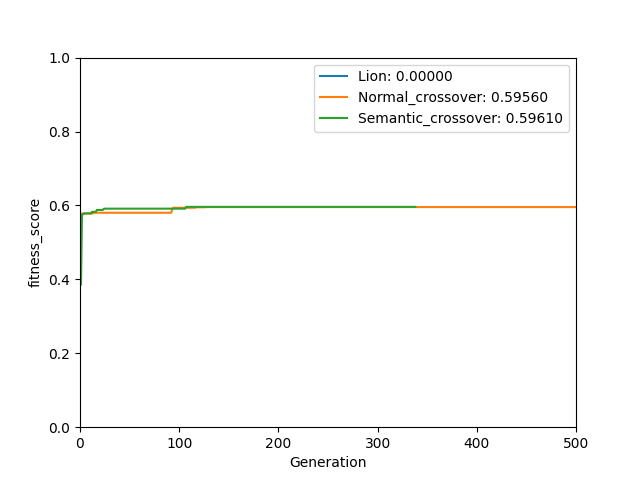 1.0
0.8
0.6
0.4
0.2
0.0
fitness_score
Lion: 0.00000
Normal_crossover: 0.59560
Semantic_crossover: 0.59610
0 100 200 300 400 500
Generation